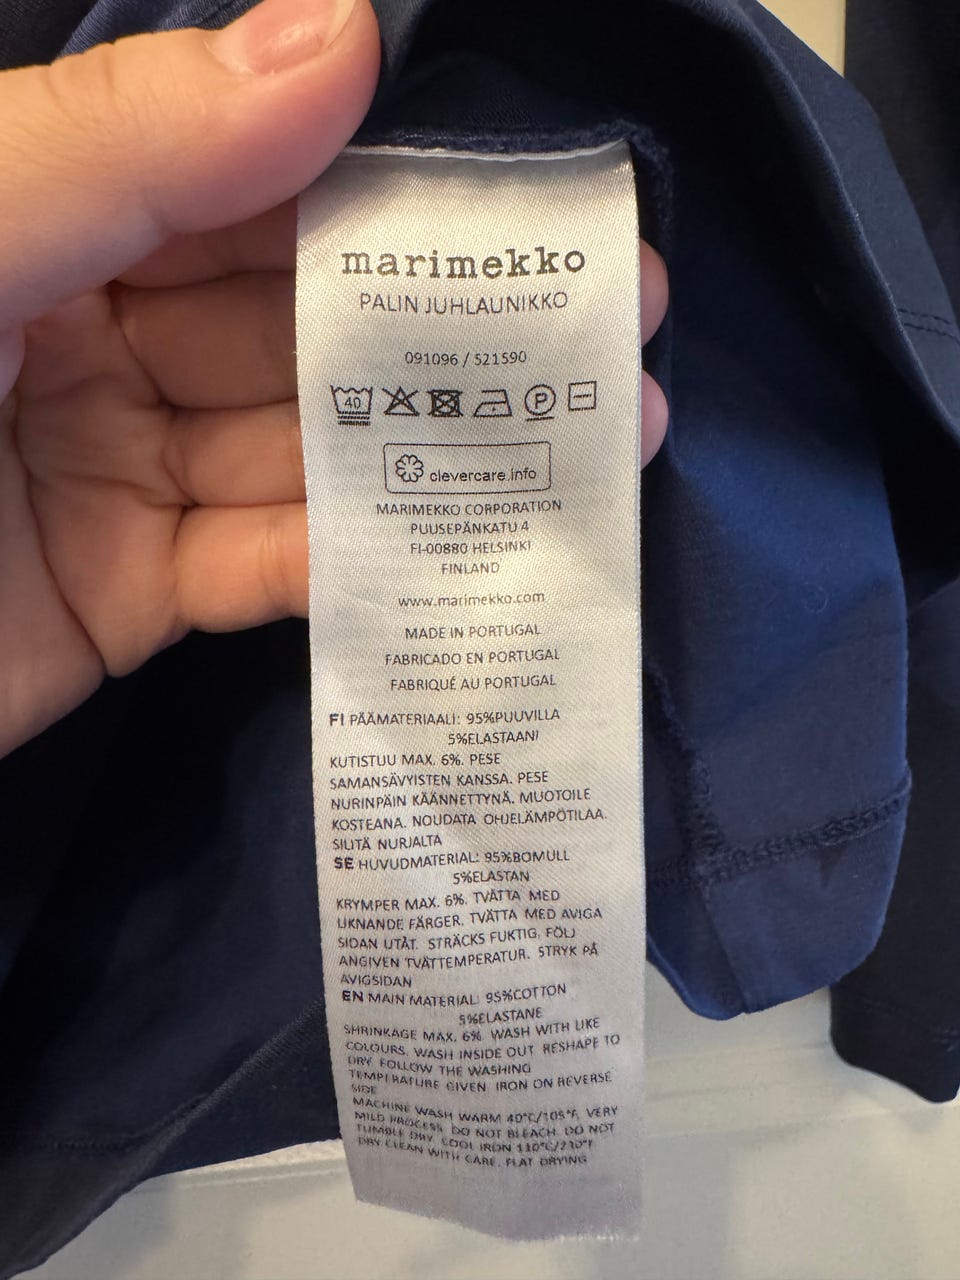 marimekko
PALIN JUHLAUNIKKO
091096 / 521590
40
P
clevercare.info
MARIMEKKO CORPORATION
PUUSEPÄNKATU 4
FI-00880 HELSINKI
FINLAND
www.marimekko.com
MADE IN PORTUGAL
FABRICADO EN PORTUGAL
FABRIQUÉ AU PORTUGAL
FI PÄÄMATERIAALI: 95%PUUVILLA
5%ELASTAANI
KUTISTUU MAX. 6%. PESE
SAMANSÄVYISTEN KANSSA. PESE
NURINPÄIN KÄÄNNETTYNÄ. MUOTOILE
KOSTEANA. NOUDATA OHJELÄMPÖTILAA.
SILITÄ NURJALTA
SE HUVUDMATERIAL: 95%BOMULL
5%ELASTAN
KRYMPER MAX. 6%. TVÄTTA MED
LIKNANDE FÄRGER. TVÄTTA MED AVIGA
SIDAN UTÅT. STRÄCKS FUKTIG. FÖLJ
ANGIVEN TVÄTTEMPERATUR. STRYK PÅ
AVIGSIDAN
EN MAIN MATERIAL: 95%COTTON
5%ELASTANE
SHRINKAGE MAX. 6%. WASH WITH LIKE
COLOURS. WASH INSIDE OUT. RESHAPE TO
DRY. FOLLOW THE WASHING
TEMPERATURE GIVEN. IRON ON REVERSE
SIDE
MACHINE WASH WARM 40°C/105°F, VERY
MILD PROCESS. DO NOT BLEACH. DO NOT
TUMBLE DRY. COOL IRON 110°C/230°F
DRY CLEAN WITH CARE. FLAT DRYING